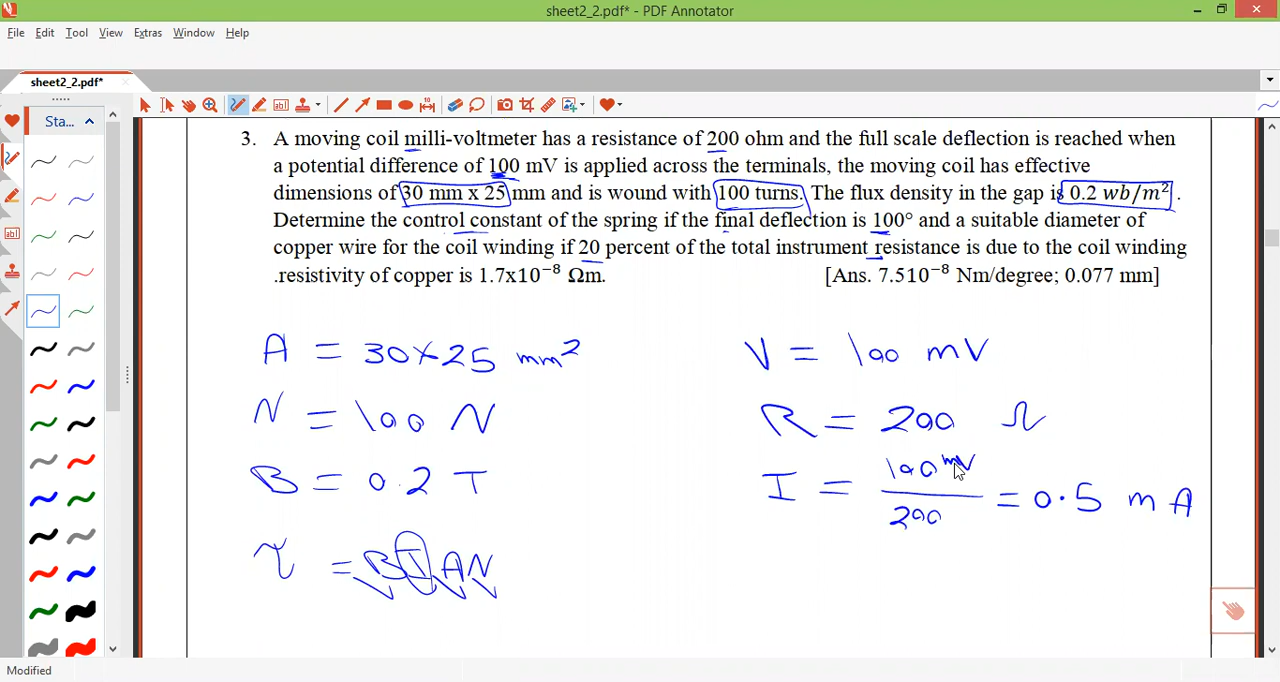 sheet2_2.pdf* - PDF Annotator
File Edit Tool View Extras Window Help
sheet2_2.pdf*
Sta...
3. A moving coil milli-voltmeter has a resistance of 200 ohm and the full scale deflection is reached when
a potential difference of 100 mV is applied across the terminals, the moving coil has effective
dimensions of 30 mm x 25 mm and is wound with 100 turns. The flux density in the gap is 0.2 wb/m².
Determine the control constant of the spring if the final deflection is 100° and a suitable diameter of
copper wire for the coil winding if 20 percent of the total instrument resistance is due to the coil winding
.resistivity of copper is 1.7x10⁻⁸ Ωm. [Ans. 7.510⁻⁸ Nm/degree; 0.077 mm]
A = 30×25 mm²
N = 100 N
B = 0.2 T
τ = BIAN
V = 100 mV
R = 200 Ω
I = 100mV / 200 = 0.5 mA
Modified